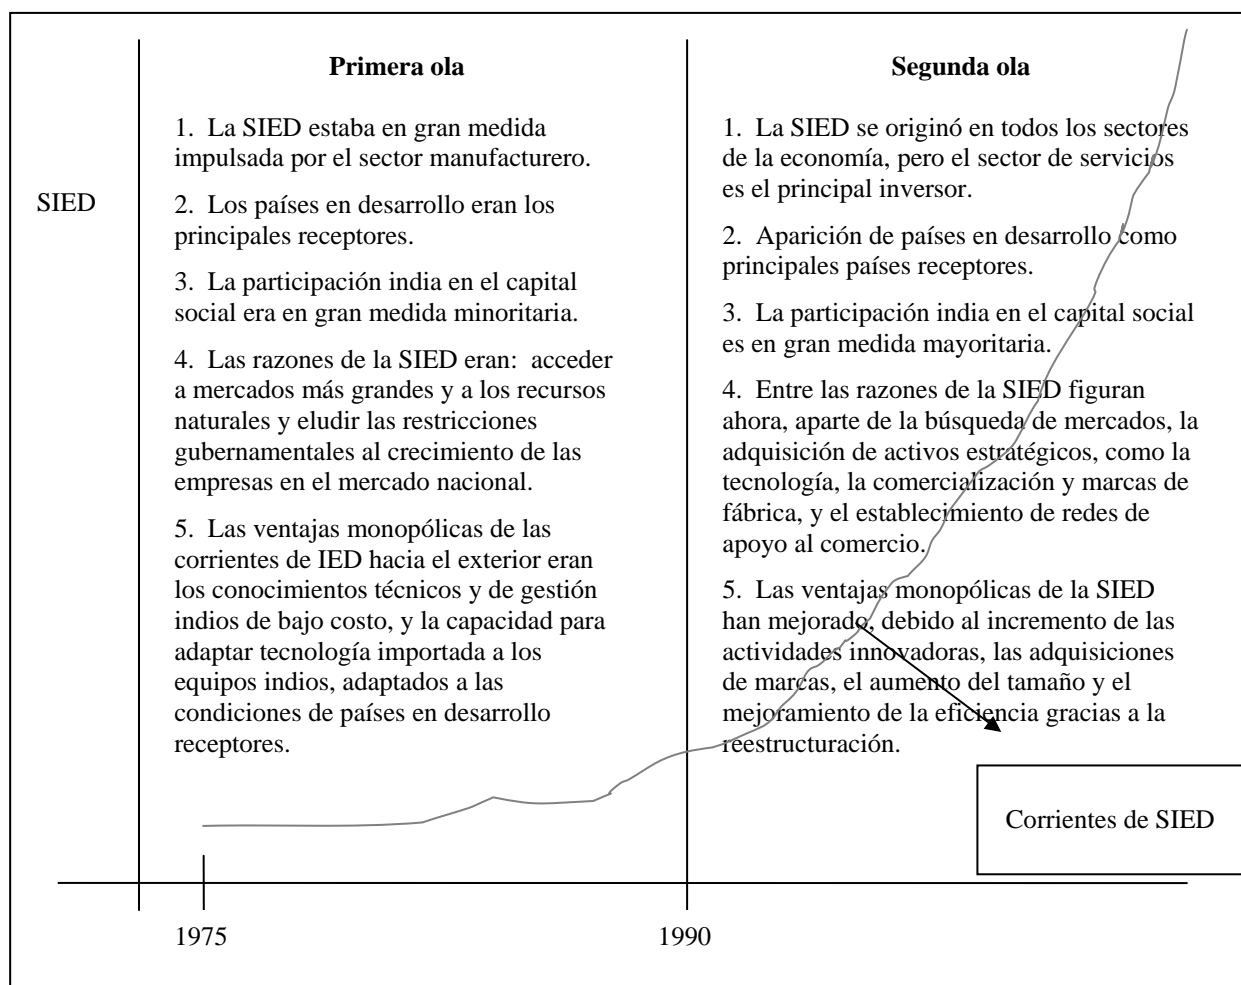 Primera ola
1. La SIED estaba en gran medida
impulsada por el sector manufacturero.
2. Los países en desarrollo eran los
principales receptores.
3. La participación india en el capital
social era en gran medida minoritaria.
4. Las razones de la SIED eran: acceder
a mercados más grandes y a los recursos
naturales y eludir las restricciones
gubernamentales al crecimiento de las
empresas en el mercado nacional.
5. Las ventajas monopólicas de las
corrientes de IED hacia el exterior eran
los conocimientos técnicos y de gestión
indios de bajo costo, y la capacidad para
adaptar tecnología importada a los
equipos indios, adaptados a las
condiciones de países en desarrollo
receptores.
Segunda ola
1. La SIED se originó en todos los sectores
de la economía, pero el sector de servicios
es el principal inversor.
2. Aparición de países en desarrollo como
principales países receptores.
3. La participación india en el capital social
es en gran medida mayoritaria.
4. Entre las razones de la SIED figuran
ahora, aparte de la búsqueda de mercados, la
adquisición de activos estratégicos, como la
tecnología, la comercialización y marcas de
fábrica, y el establecimiento de redes de
apoyo al comercio.
5. Las ventajas monopólicas de la SIED
han mejorado, debido al incremento de las
actividades innovadoras, las adquisiciones
de marcas, el aumento del tamaño y el
mejoramiento de la eficiencia gracias a la
reestructuración.
SIED
Corrientes de SIED
1975
1990